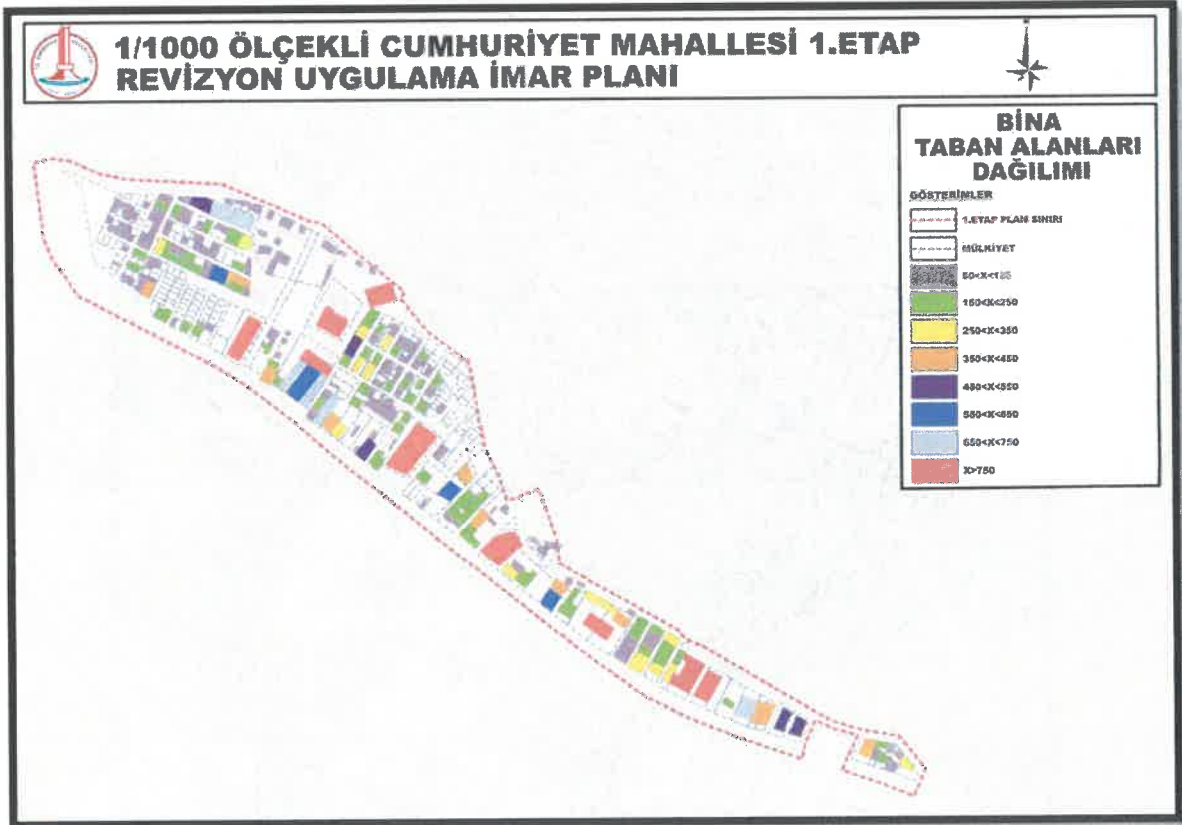 1/1000 ÖLÇEKLİ CUMHURİYET MAHALLESİ 1.ETAP
REVİZYON UYGULAMA İMAR PLANI
BİNA
TABAN ALANLARI
DAĞILIMI
GÖSTERİMLER
1.ETAP PLAN SINIRI
MÜLKİYET
150<X<250
250<X<350
350<X<450
450<X<550
550<X<650
650<X<750
X>750